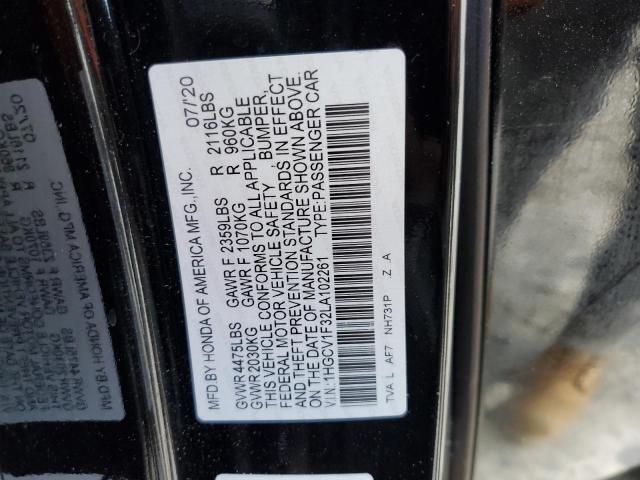 MFD BY HONDA OF AMERICA MFG., INC. 07/'20
GVWR 4475LBS GAWR F 2359LBS R 2116LBS
GVWR 2030KG GAWR F 1070KG R 960KG
THIS VEHICLE CONFORMS TO ALL APPLICABLE
FEDERAL MOTOR VEHICLE SAFETY , BUMPER,
AND THEFT PREVENTION STANDARDS IN EFFECT
ON THE DATE OF MANUFACTURE SHOWN ABOVE.
VIN:1HGCV1F32LA102261 TYPE:PASSENGER CAR
TVA L AF7 NH731P Z A